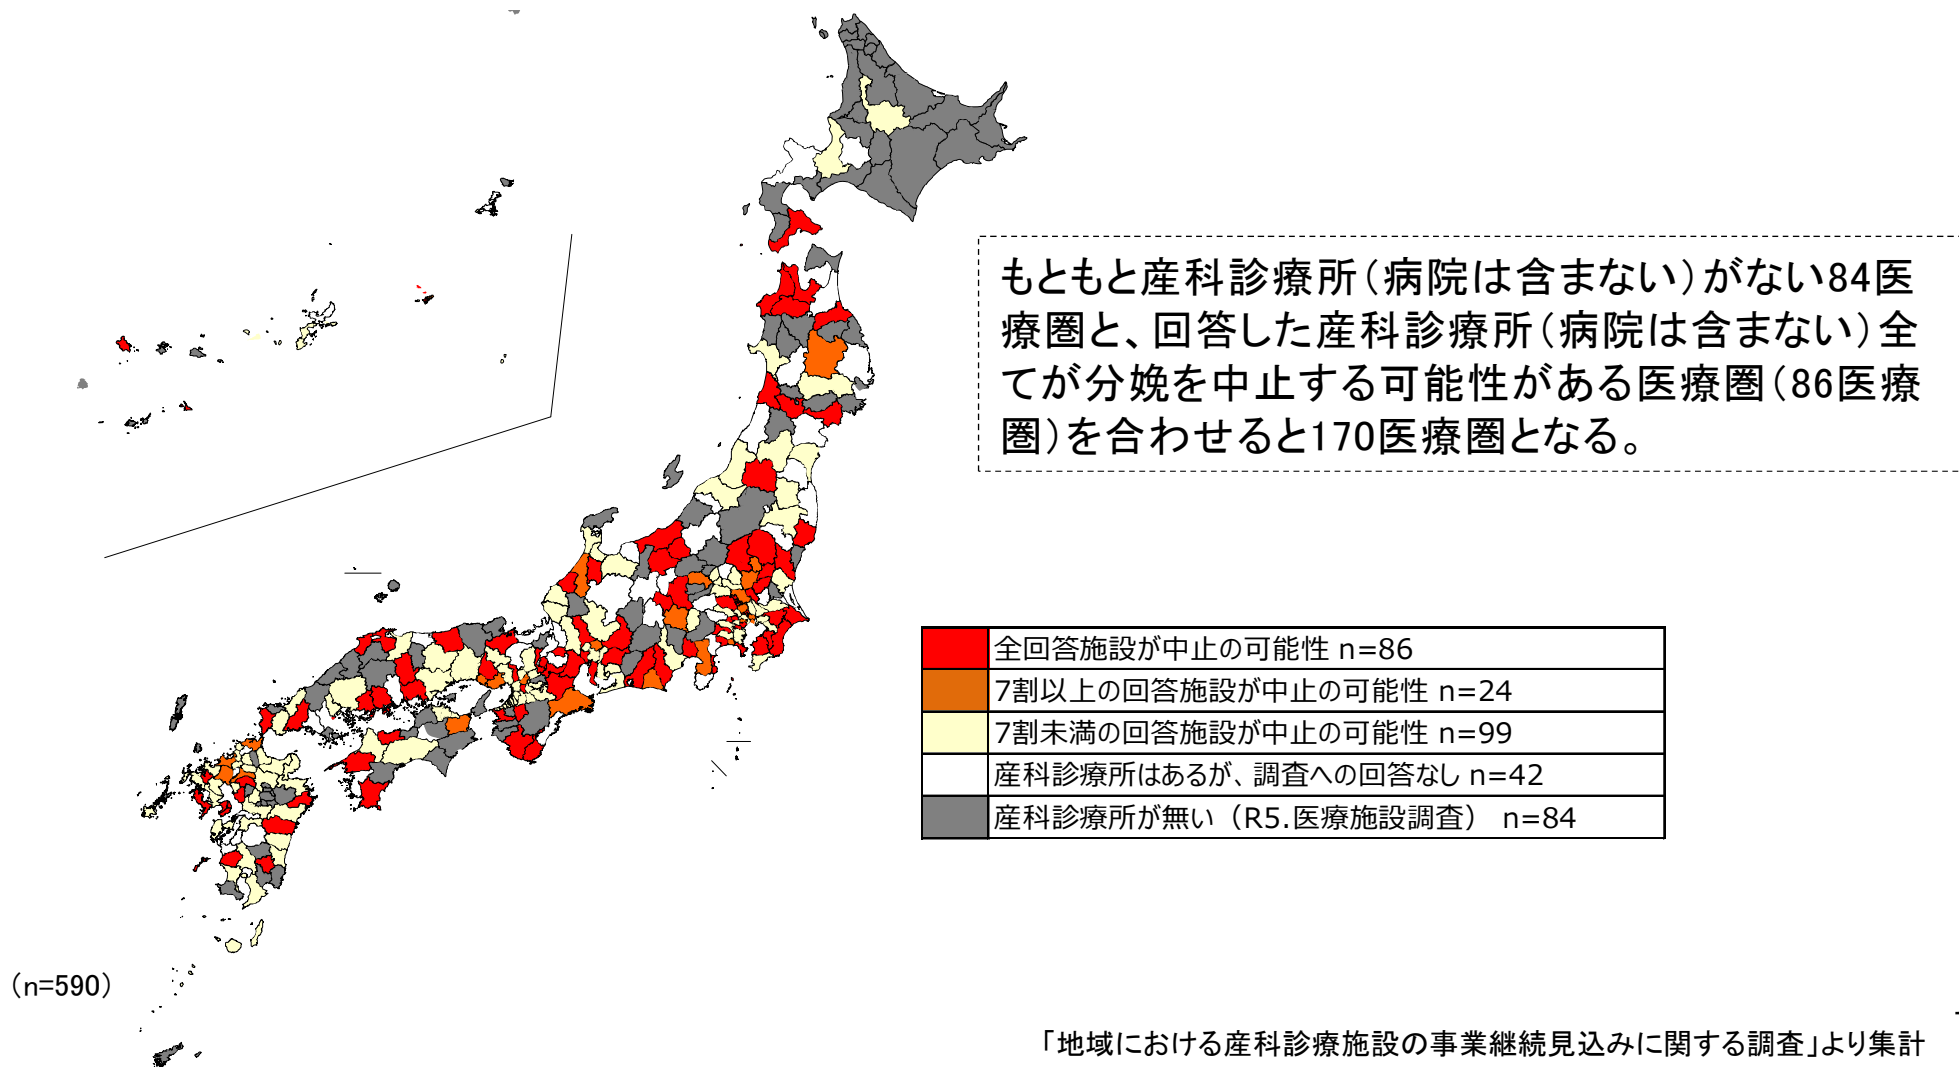 もともと産科診療所（病院は含まない）がない84医
療圏と、回答した産科診療所（病院は含まない）全
てが分娩を中止する可能性がある医療圏（86医療
圏）を合わせると170医療圏となる。
全回答施設が中止の可能性 n=86
7割以上の回答施設が中止の可能性 n=24
7割未満の回答施設が中止の可能性 n=99
産科診療所はあるが、調査への回答なし n=42
産科診療所が無い（R5.医療施設調査） n=84
（n=590）
「地域における産科診療施設の事業継続見込みに関する調査」より集計